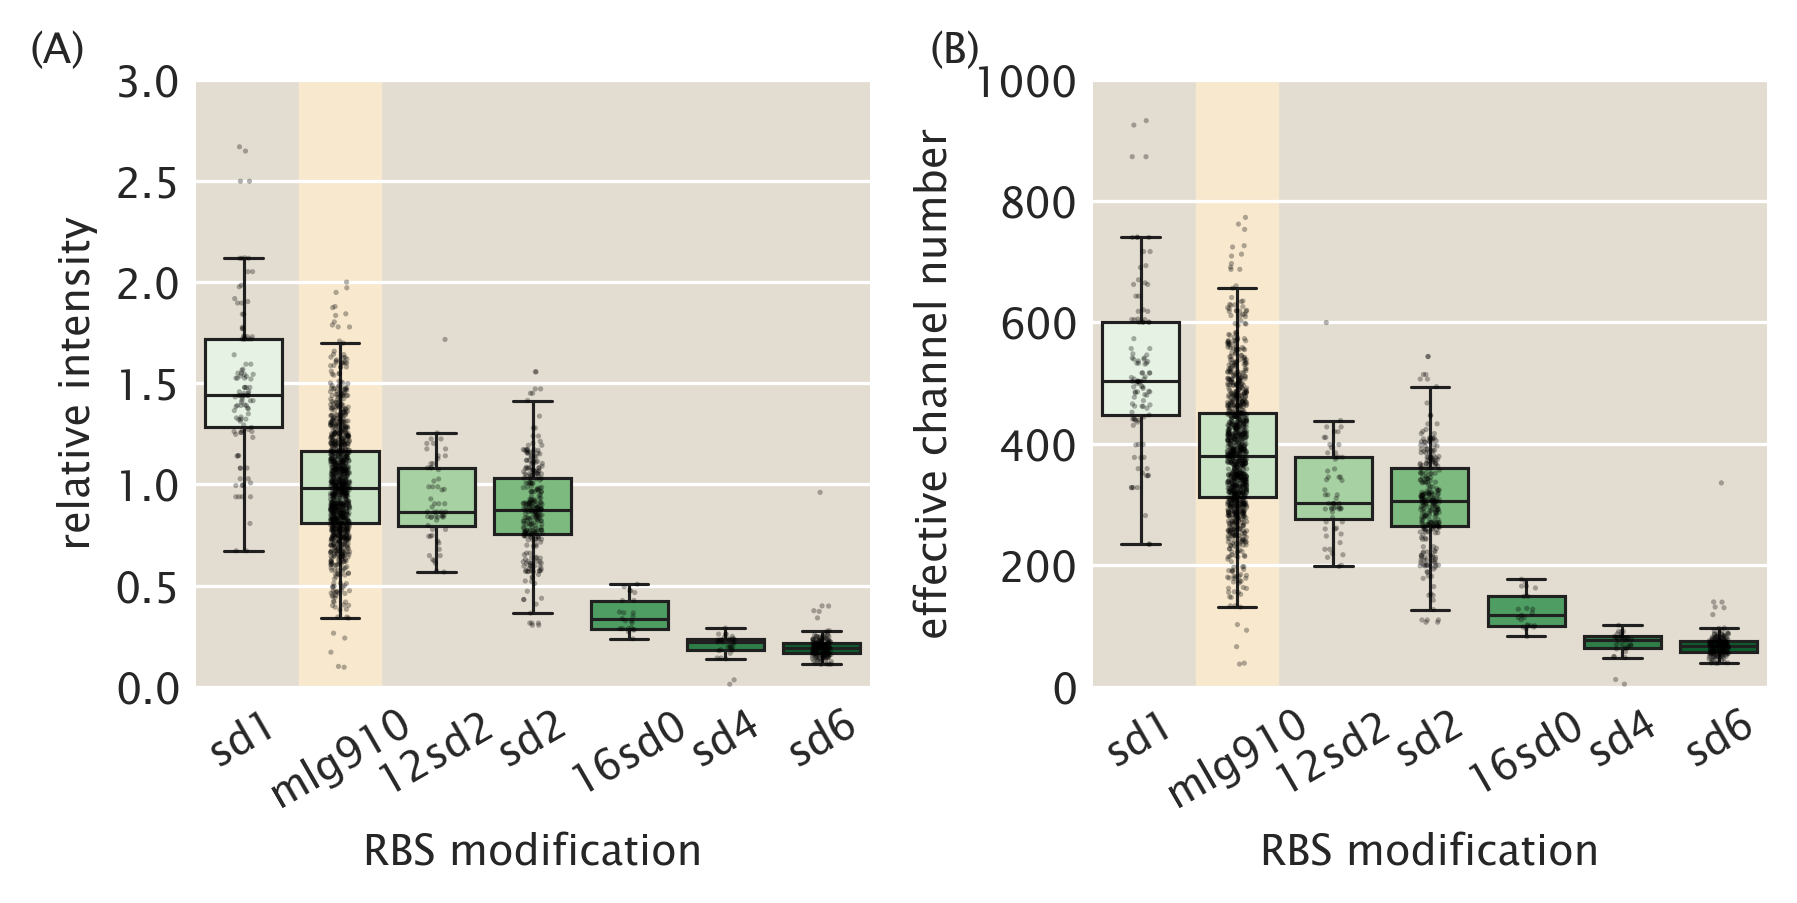 (A)
3.0
2.5
2.0
1.5
1.0
0.5
0.0
relative intensity
sd1
mlg910
12sd2
sd2
16sd0
sd4
sd6
RBS modification
(B)
1000
800
600
400
200
0
effective channel number
sd1
mlg910
12sd2
sd2
16sd0
sd4
sd6
RBS modification